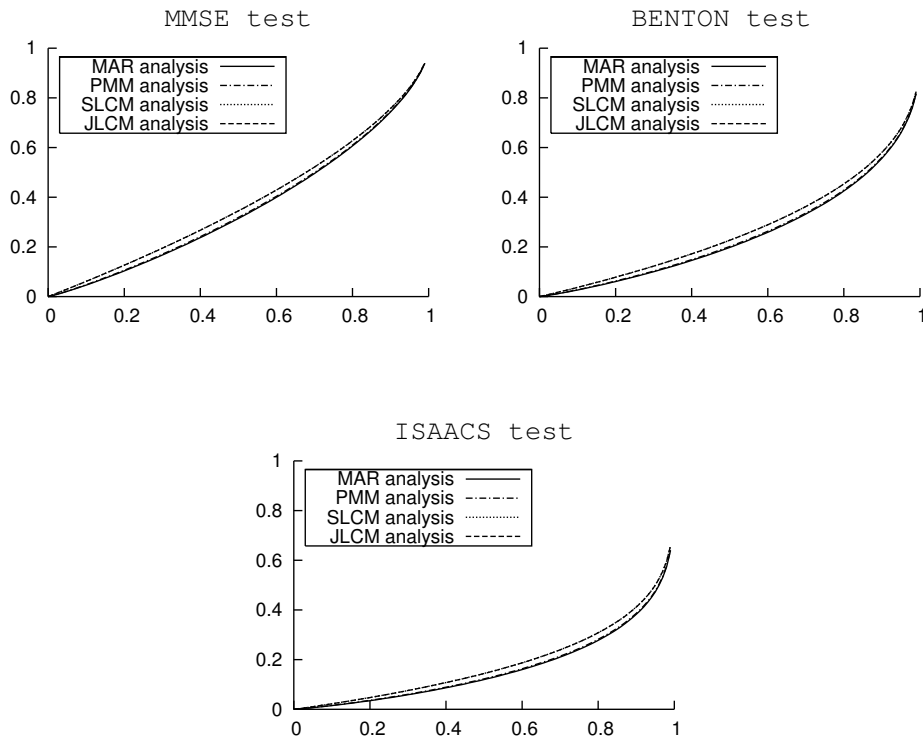 MMSE test
1
0.8
0.6
0.4
0.2
0
0 0.2 0.4 0.6 0.8 1
MAR analysis
PMM analysis
SLCM analysis
JLCM analysis
BENTON test
1
0.8
0.6
0.4
0.2
0
0 0.2 0.4 0.6 0.8 1
MAR analysis
PMM analysis
SLCM analysis
JLCM analysis
ISAACS test
1
0.8
0.6
0.4
0.2
0
0 0.2 0.4 0.6 0.8 1
MAR analysis
PMM analysis
SLCM analysis
JLCM analysis